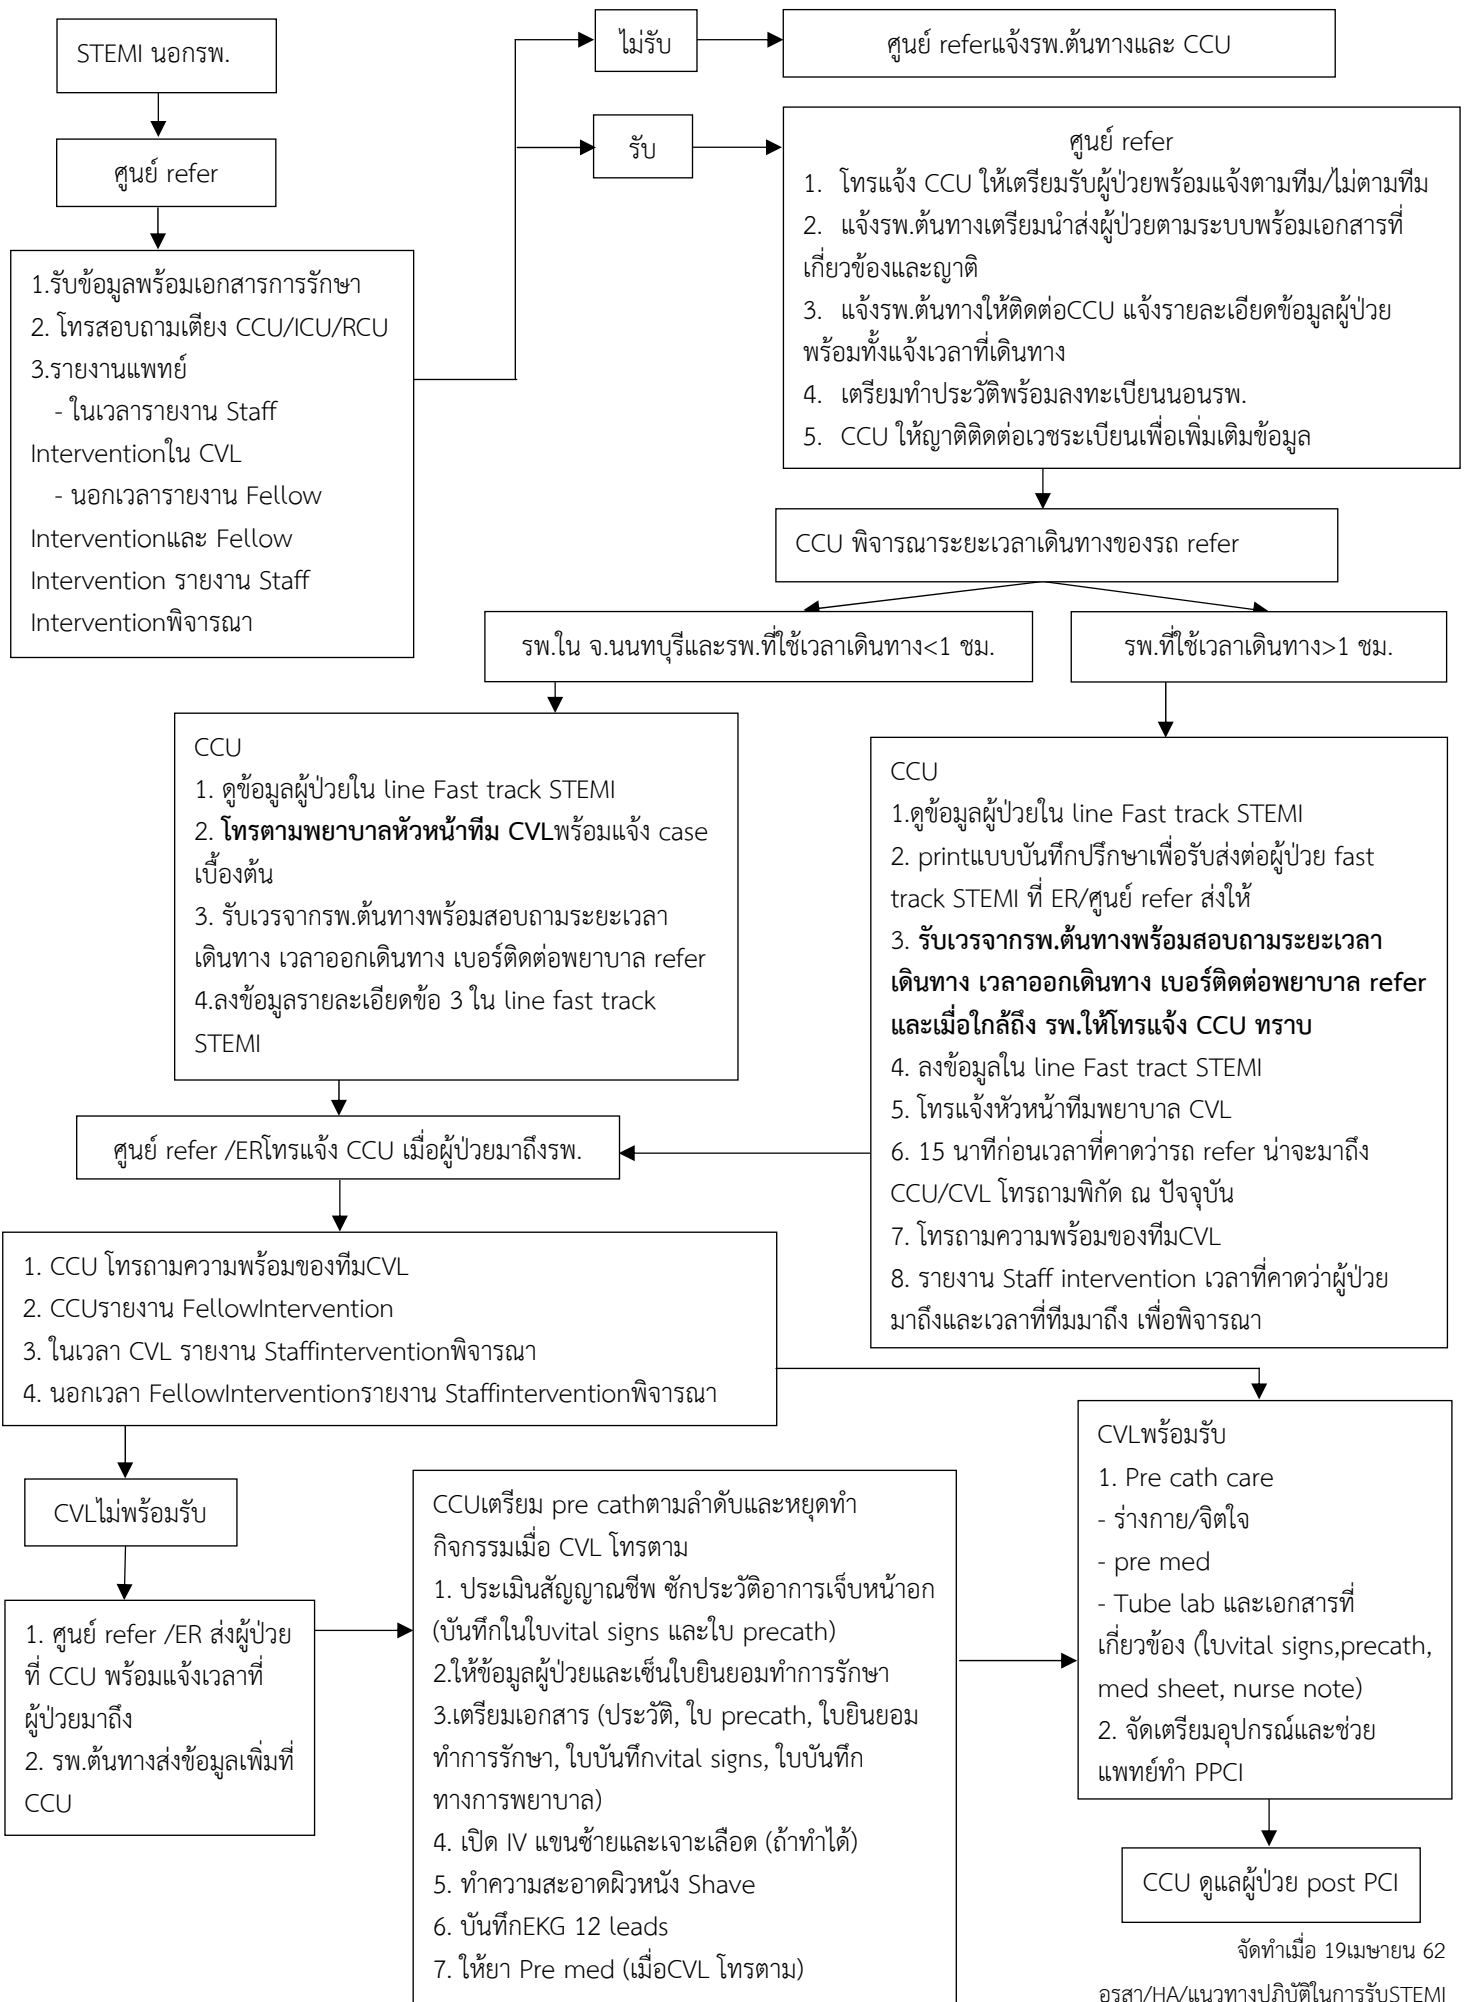 STEMI นอกรพ.
ศูนย์ refer
1.รับข้อมูลพร้อมเอกสารการรักษา
2. โทรสอบถามเตียง CCU/ICU/RCU
3.รายงานแพทย์
- ในเวลารายงาน Staff
Interventionใน CVL
- นอกเวลารายงาน Fellow
Interventionและ Fellow
Intervention รายงาน Staff
Interventionพิจารณา
ไม่รับ
ศูนย์ referแจ้งรพ.ต้นทางและ CCU
รับ
ศูนย์ refer
1. โทรแจ้ง CCU ให้เตรียมรับผู้ป่วยพร้อมแจ้งตามทีม/ไม่ตามทีม
2. แจ้งรพ.ต้นทางเตรียมนำส่งผู้ป่วยตามระบบพร้อมเอกสารที่
เกี่ยวข้องและญาติ
3. แจ้งรพ.ต้นทางให้ติดต่อCCU แจ้งรายละเอียดข้อมูลผู้ป่วย
พร้อมทั้งแจ้งเวลาที่เดินทาง
4. เตรียมทำประวัติพร้อมลงทะเบียนนอนรพ.
5. CCU ให้ญาติติดต่อเวชระเบียนเพื่อเพิ่มเติมข้อมูล
CCU พิจารณาระยะเวลาเดินทางของรถ refer
รพ.ใน จ.นนทบุรีและรพ.ที่ใช้เวลาเดินทาง<1 ชม.
รพ.ที่ใช้เวลาเดินทาง>1 ชม.
CCU
1. ดูข้อมูลผู้ป่วยใน line Fast track STEMI
2. โทรตามพยาบาลหัวหน้าทีม CVLพร้อมแจ้ง case
เบื้องต้น
3. รับเวรจากรพ.ต้นทางพร้อมสอบถามระยะเวลา
เดินทาง เวลาออกเดินทาง เบอร์ติดต่อพยาบาล refer
4.ลงข้อมูลรายละเอียดข้อ 3 ใน line fast track
STEMI
CCU
1.ดูข้อมูลผู้ป่วยใน line Fast track STEMI
2. printแบบบันทึกปรึกษาเพื่อรับส่งต่อผู้ป่วย fast
track STEMI ที่ ER/ศูนย์ refer ส่งให้
3. รับเวรจากรพ.ต้นทางพร้อมสอบถามระยะเวลา
เดินทาง เวลาออกเดินทาง เบอร์ติดต่อพยาบาล refer
และเมื่อใกล้ถึง รพ.ให้โทรแจ้ง CCU ทราบ
4. ลงข้อมูลใน line Fast tract STEMI
5. โทรแจ้งหัวหน้าทีมพยาบาล CVL
6. 15 นาทีก่อนเวลาที่คาดว่ารถ refer น่าจะมาถึง
CCU/CVL โทรถามพิกัด ณ ปัจจุบัน
7. โทรถามความพร้อมของทีมCVL
8. รายงาน Staff intervention เวลาที่คาดว่าผู้ป่วย
มาถึงและเวลาที่ทีมมาถึง เพื่อพิจารณา
ศูนย์ refer /ERโทรแจ้ง CCU เมื่อผู้ป่วยมาถึงรพ.
1. CCU โทรถามความพร้อมของทีมCVL
2. CCUรายงาน FellowIntervention
3. ในเวลา CVL รายงาน Staffinterventionพิจารณา
4. นอกเวลา FellowInterventionรายงาน Staffinterventionพิจารณา
CVLไม่พร้อมรับ
1. ศูนย์ refer /ER ส่งผู้ป่วย
ที่ CCU พร้อมแจ้งเวลาที่
ผู้ป่วยมาถึง
2. รพ.ต้นทางส่งข้อมูลเพิ่มที่
CCU
CCUเตรียม pre cathตามลำดับและหยุดทำ
กิจกรรมเมื่อ CVL โทรตาม
1. ประเมินสัญญาณชีพ ซักประวัติอาการเจ็บหน้าอก
(บันทึกในใบvital signs และใบ precath)
2.ให้ข้อมูลผู้ป่วยและเซ็นใบยินยอมทำการรักษา
3.เตรียมเอกสาร (ประวัติ, ใบ precath, ใบยินยอม
ทำการรักษา, ใบบันทึกvital signs, ใบบันทึก
ทางการพยาบาล)
4. เปิด IV แขนซ้ายและเจาะเลือด (ถ้าทำได้)
5. ทำความสะอาดผิวหนัง Shave
6. บันทึกEKG 12 leads
7. ให้ยา Pre med (เมื่อCVL โทรตาม)
CVLพร้อมรับ
1. Pre cath care
- ร่างกาย/จิตใจ
- pre med
- Tube lab และเอกสารที่
เกี่ยวข้อง (ใบvital signs,precath,
med sheet, nurse note)
2. จัดเตรียมอุปกรณ์และช่วย
แพทย์ทำ PPCI
CCU ดูแลผู้ป่วย post PCI
จัดทำเมื่อ 19เมษายน 62
อรสา/HA/แนวทางปฏิบัติในการรับSTEMI